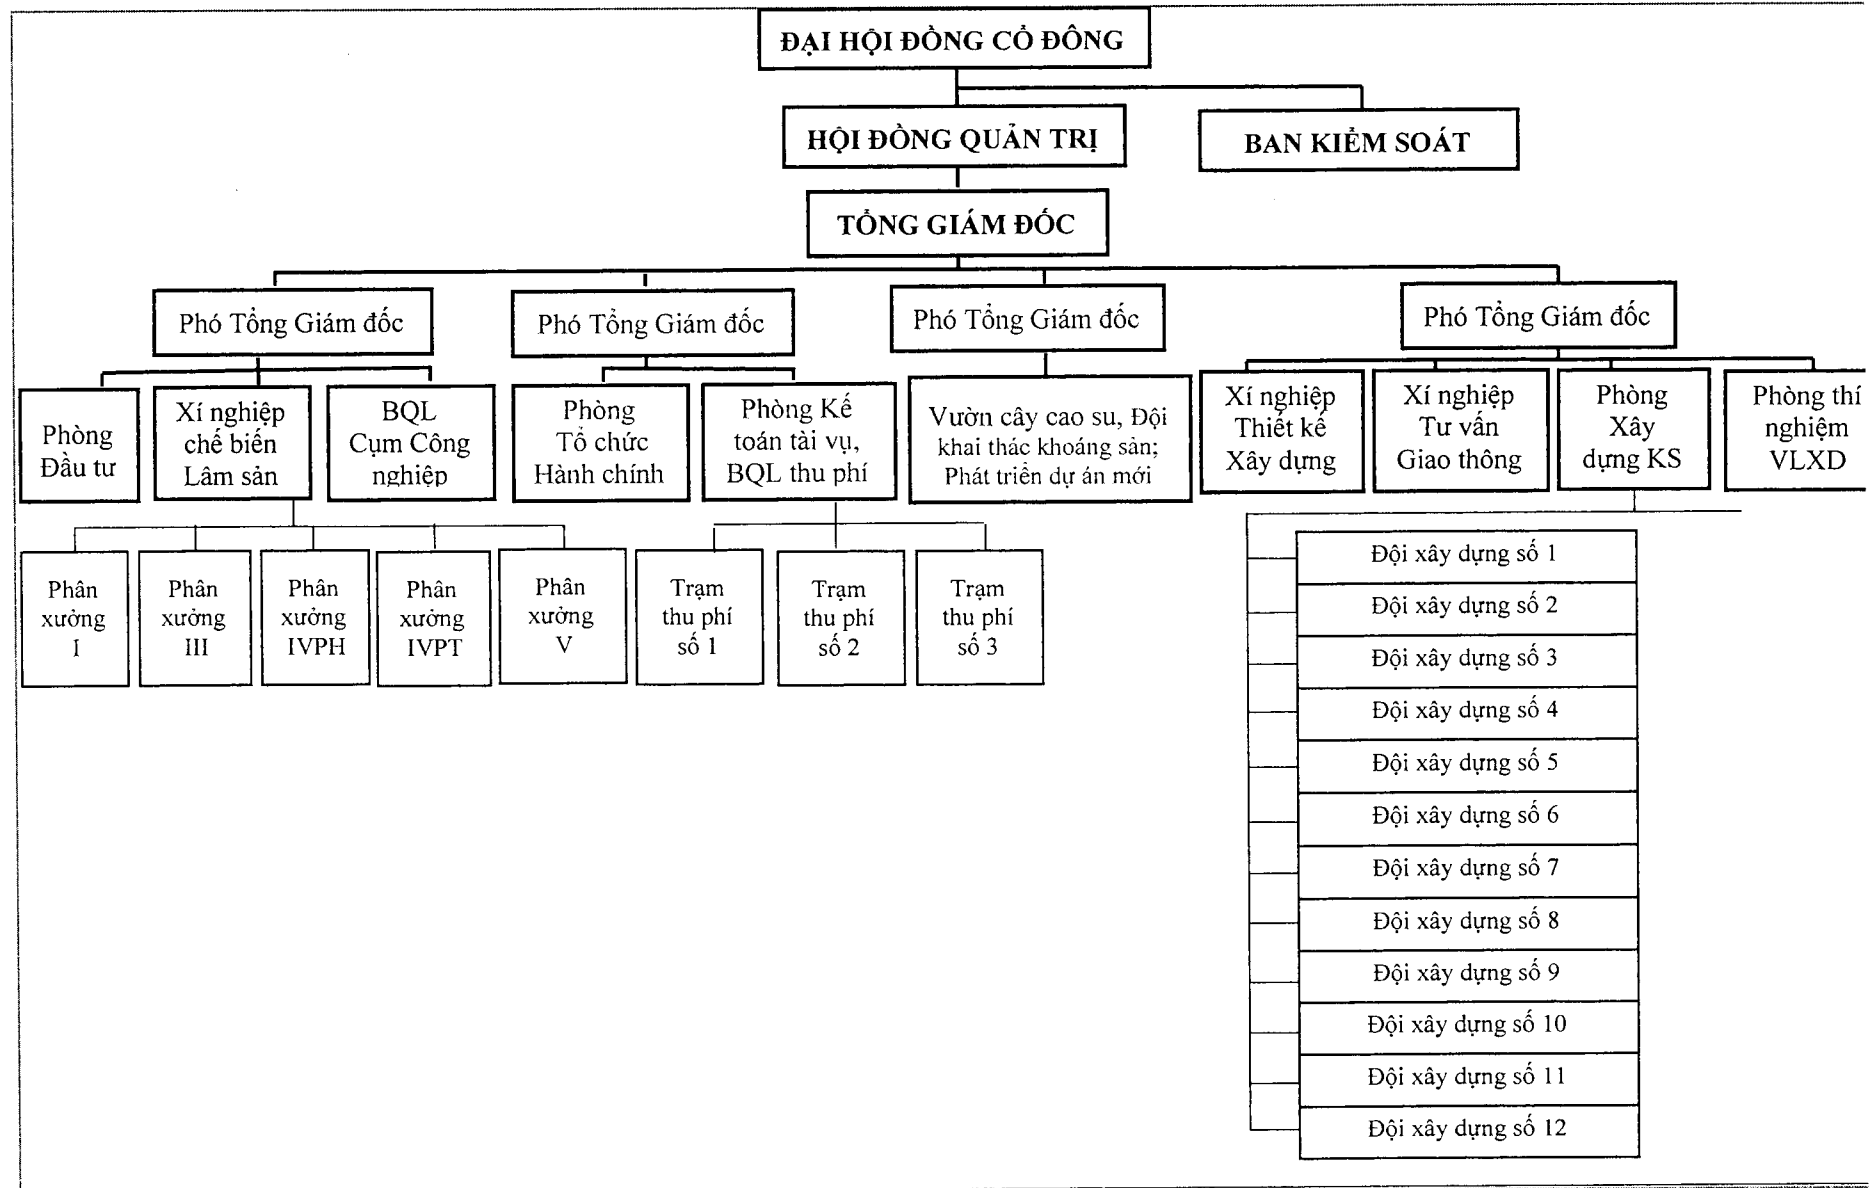 ĐẠI HỘI ĐỒNG CỔ ĐÔNG
HỘI ĐỒNG QUẢN TRỊ
BAN KIỂM SOÁT
TỔNG GIÁM ĐỐC
Phó Tổng Giám đốc
Phó Tổng Giám đốc
Phó Tổng Giám đốc
Phó Tổng Giám đốc
Phòng
Đầu tư
Xí nghiệp
chế biến
Lâm sản
BQL
Cụm Công
nghiệp
Phòng
Tổ chức
Hành chính
Phòng Kế
toán tài vụ,
BQL thu phí
Vườn cây cao su, Đội
khai thác khoáng sản;
Phát triển dự án mới
Xí nghiệp
Thiết kế
Xây dựng
Xí nghiệp
Tư vấn
Giao thông
Phòng
Xây
dựng KS
Phòng thí
nghiệm
VLXD
Phân
xưởng
I
Phân
xưởng
III
Phân
xưởng
IVPH
Phân
xưởng
IVPT
Phân
xưởng
V
Trạm
thu phí
số 1
Trạm
thu phí
số 2
Trạm
thu phí
số 3
Đội xây dựng số 1
Đội xây dựng số 2
Đội xây dựng số 3
Đội xây dựng số 4
Đội xây dựng số 5
Đội xây dựng số 6
Đội xây dựng số 7
Đội xây dựng số 8
Đội xây dựng số 9
Đội xây dựng số 10
Đội xây dựng số 11
Đội xây dựng số 12